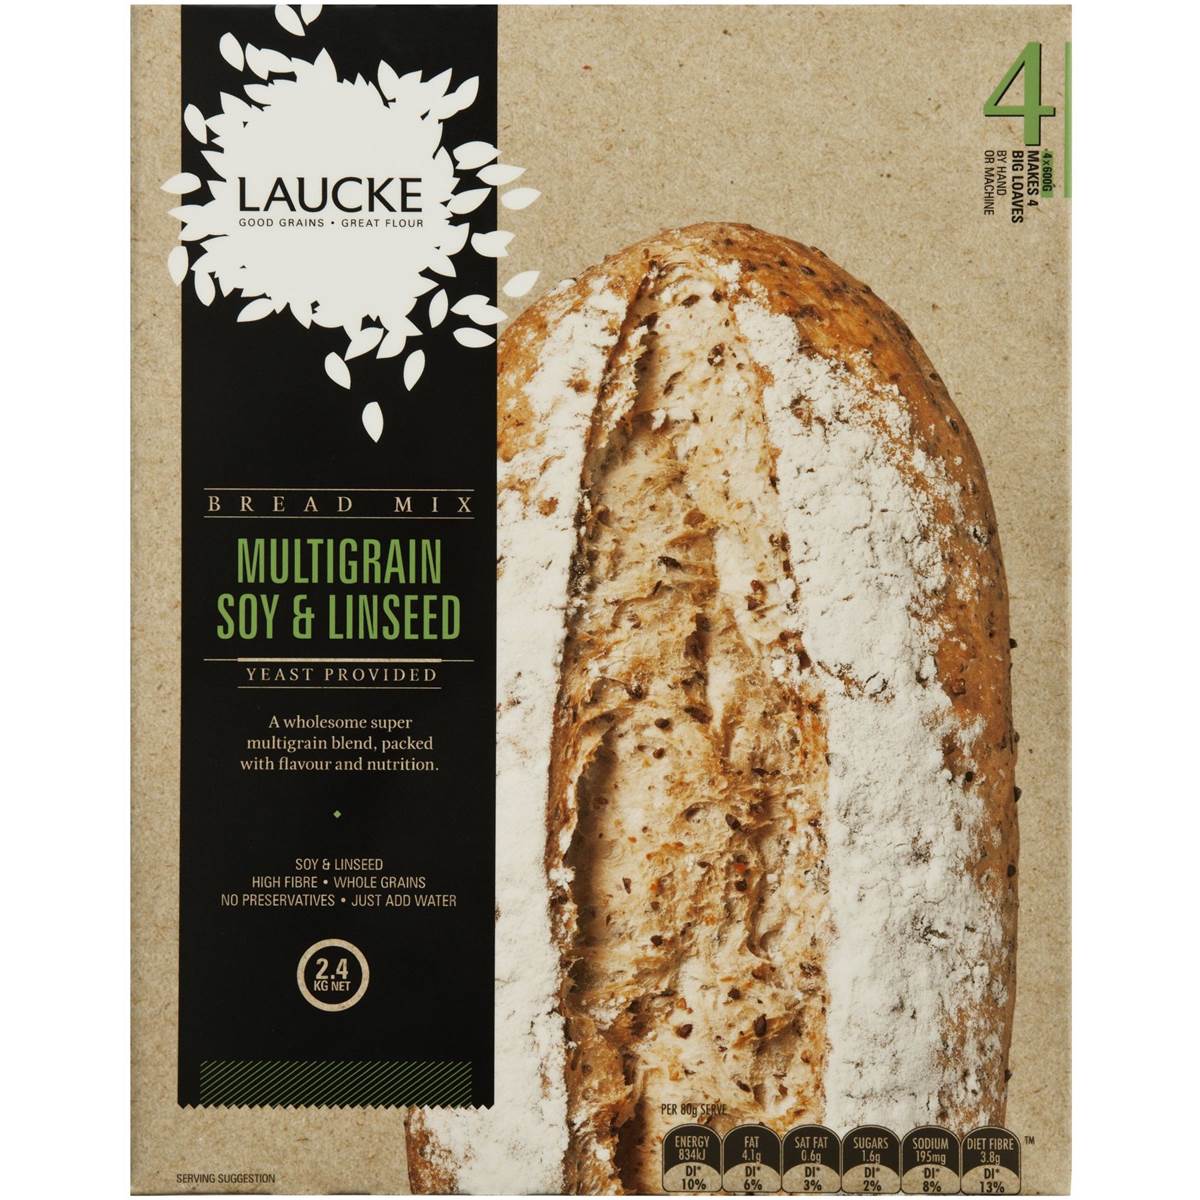 LAUCKE
GOOD GRAINS • GREAT FLOUR
4
4x600G
MAKES 4
BIG LOAVES
BY HAND
OR MACHINE
BREAD MIX
MULTIGRAIN
SOY & LINSEED
YEAST PROVIDED
A wholesome super
multigrain blend, packed
with flavour and nutrition.
SOY & LINSEED
HIGH FIBRE • WHOLE GRAINS
NO PRESERVATIVES • JUST ADD WATER
2.4
KG NET
SERVING SUGGESTION
PER 80g SERVE
ENERGY
834kJ
DI*
10%
FAT
4.1g
DI*
6%
SAT FAT
0.6g
DI*
3%
SUGARS
1.6g
DI*
2%
SODIUM
195mg
DI*
8%
DIET FIBRE
3.8g
DI*
13%
TM